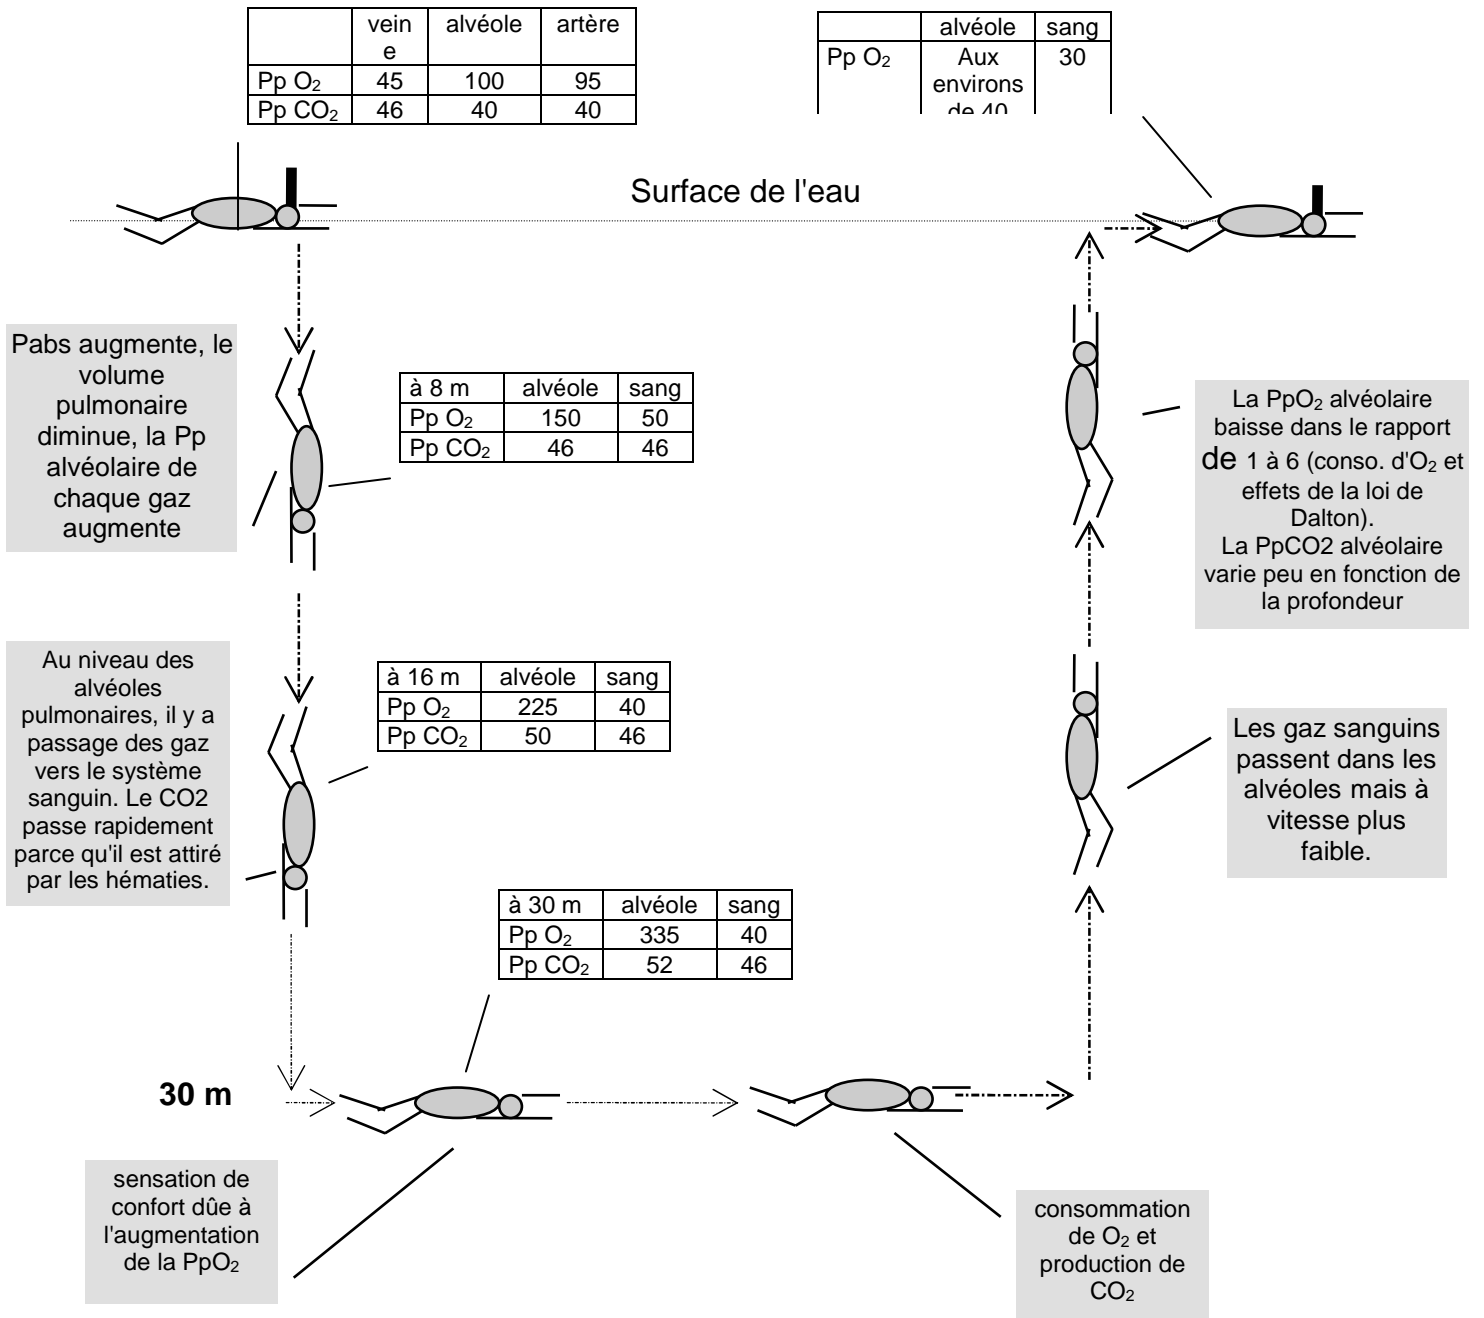 vein alvéole artère
e
Pp O₂ 45 100 95
Pp CO₂ 46 40 40
alvéole sang
Pp O₂ Aux 30
environs
de 40
Surface de l'eau
Pabs augmente, le
volume
pulmonaire
diminue, la Pp
alvéolaire de
chaque gaz
augmente
à 8 m alvéole sang
Pp O₂ 150 50
Pp CO₂ 46 46
La PpO₂ alvéolaire
baisse dans le rapport
de 1 à 6 (conso. d'O₂ et
effets de la loi de
Dalton).
La PpCO2 alvéolaire
varie peu en fonction de
la profondeur
Au niveau des
alvéoles
pulmonaires, il y a
passage des gaz
vers le système
sanguin. Le CO2
passe rapidement
parce qu'il est attiré
par les hématies.
à 16 m alvéole sang
Pp O₂ 225 40
Pp CO₂ 50 46
Les gaz sanguins
passent dans les
alvéoles mais à
vitesse plus
faible.
à 30 m alvéole sang
Pp O₂ 335 40
Pp CO₂ 52 46
30 m
sensation de
confort dûe à
l'augmentation
de la PpO₂
consommation
de O₂ et
production de
CO₂